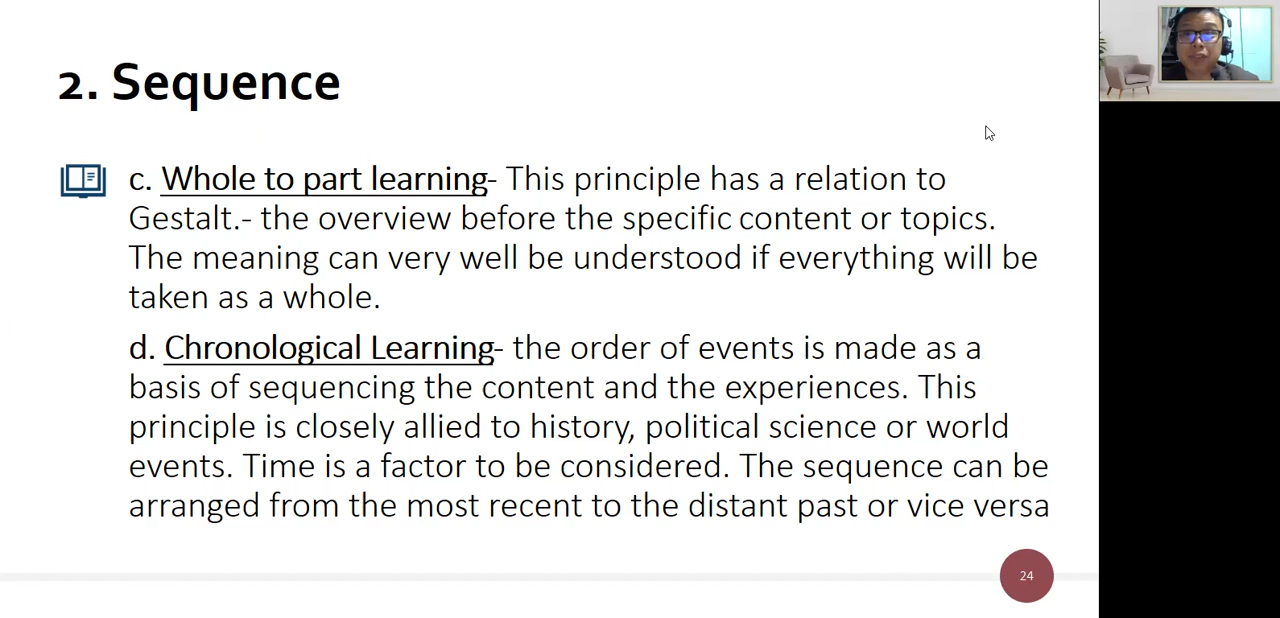 2. Sequence
c. Whole to part learning- This principle has a relation to
Gestalt.- the overview before the specific content or topics.
The meaning can very well be understood if everything will be
taken as a whole.
d. Chronological Learning- the order of events is made as a
basis of sequencing the content and the experiences. This
principle is closely allied to history, political science or world
events. Time is a factor to be considered. The sequence can be
arranged from the most recent to the distant past or vice versa
24